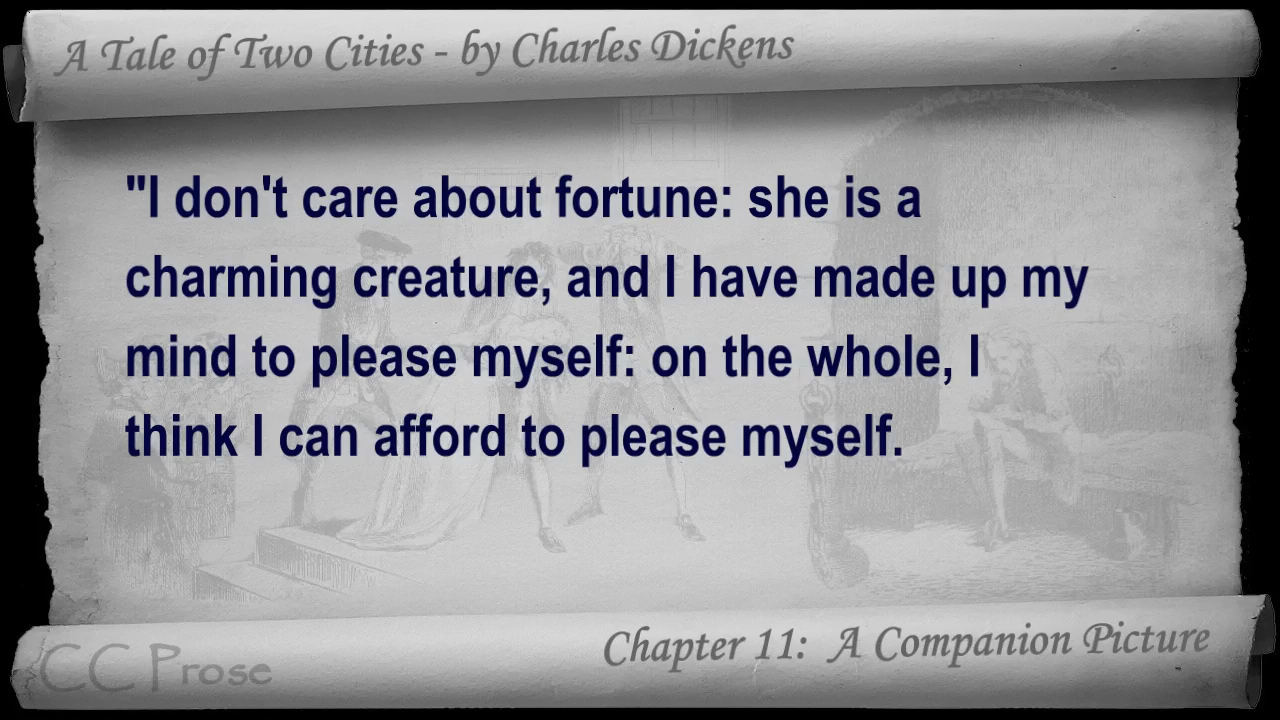 A Tale of Two Cities - by Charles Dickens
"I don't care about fortune: she is a
charming creature, and I have made up my
mind to please myself: on the whole, I
think I can afford to please myself.
Chapter 11: A Companion Picture
CC Prose